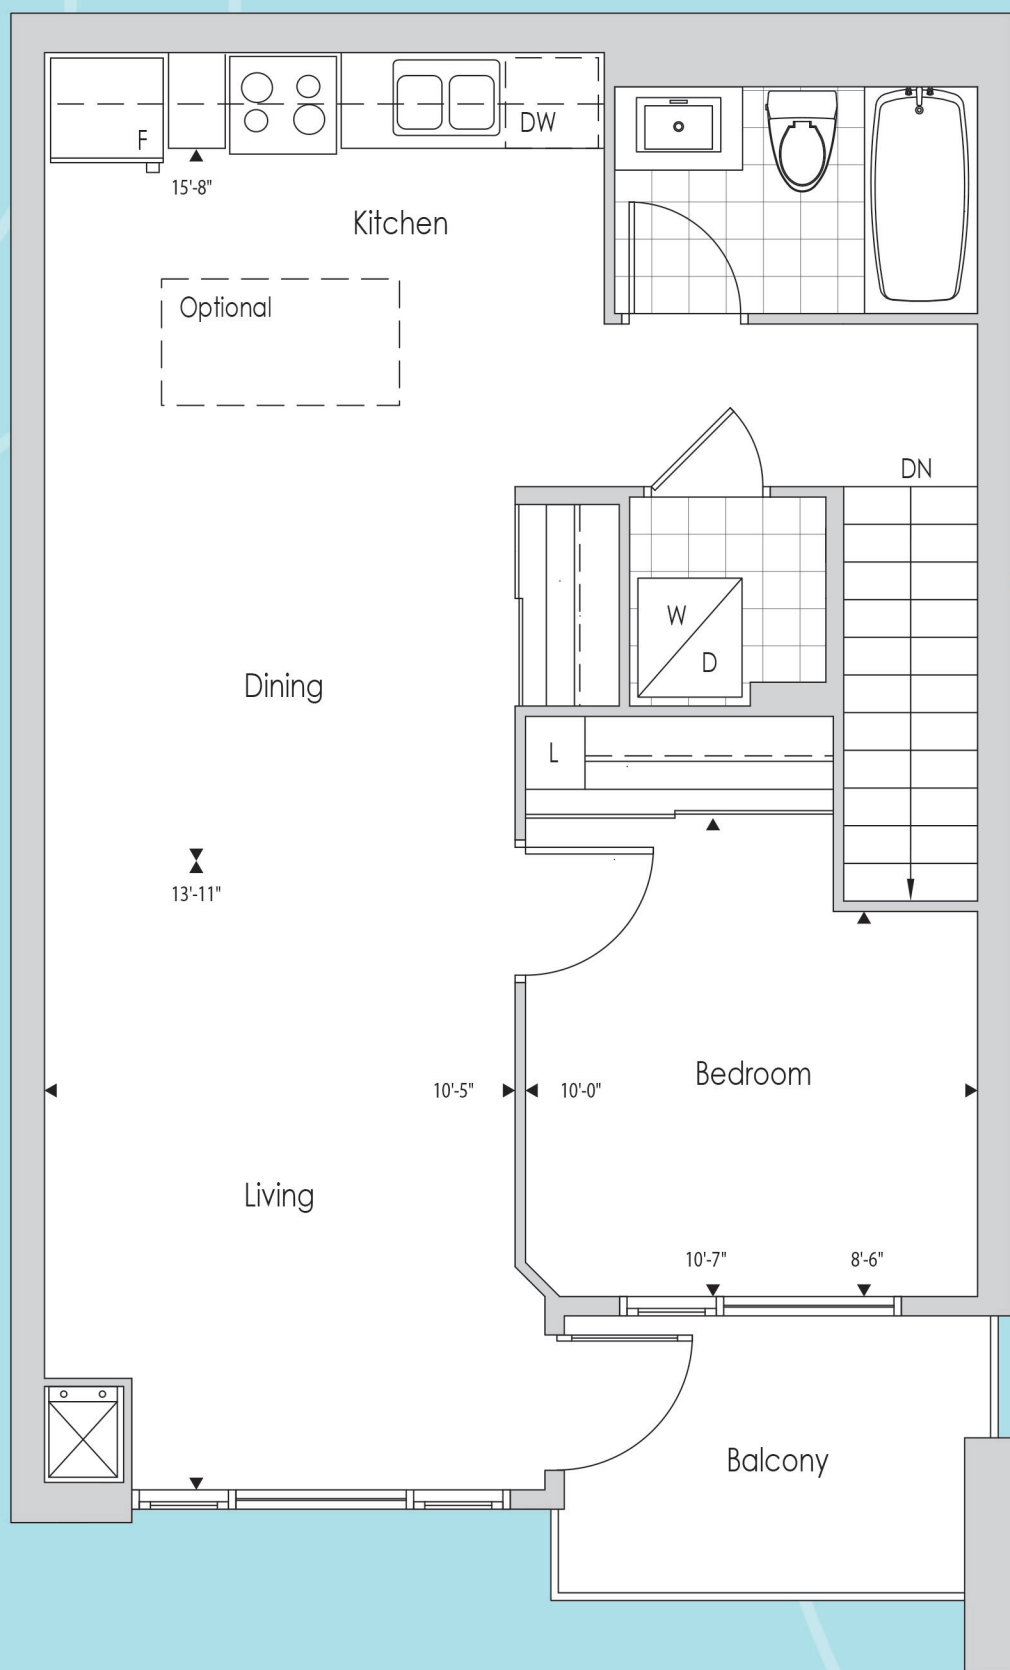 F
DW
15'-8"
Kitchen
Optional
DN
W
D
Dining
L
13'-11"
10'-5"
10'-0"
Bedroom
Living
10'-7"
8'-6"
Balcony